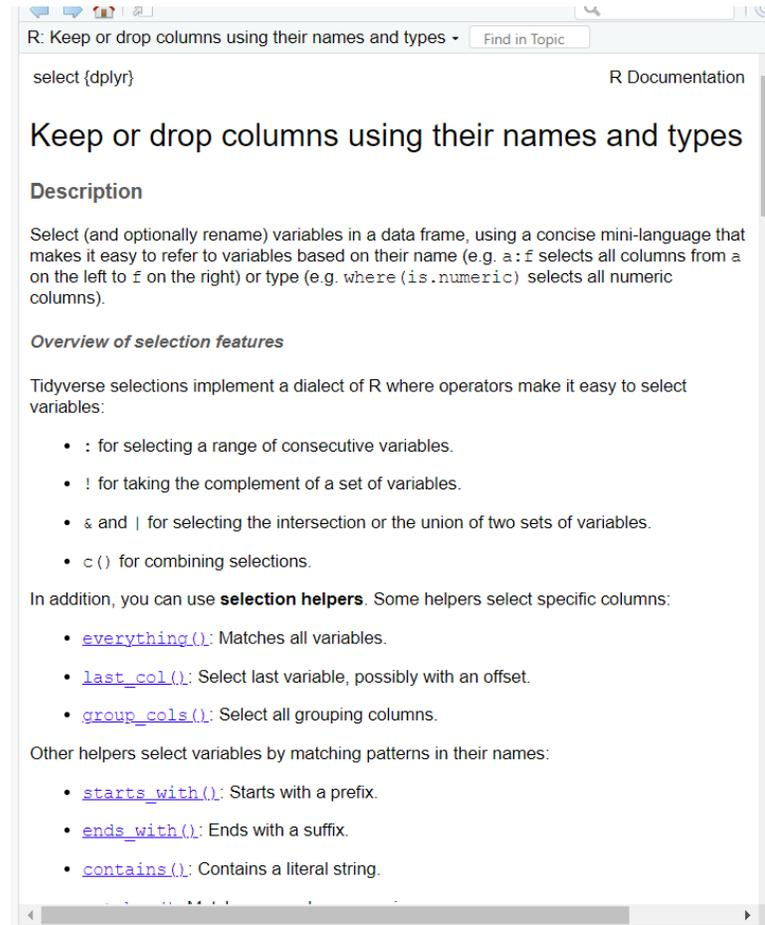 R: Keep or drop columns using their names and types
Find in Topic
select {dplyr}
R Documentation
Keep or drop columns using their names and types
Description
Select (and optionally rename) variables in a data frame, using a concise mini-language that
makes it easy to refer to variables based on their name (e.g. a:f selects all columns from a
on the left to f on the right) or type (e.g. where(is.numeric) selects all numeric
columns).
Overview of selection features
Tidyverse selections implement a dialect of R where operators make it easy to select
variables:
• : for selecting a range of consecutive variables.
• ! for taking the complement of a set of variables.
• & and | for selecting the intersection or the union of two sets of variables.
• c() for combining selections.
In addition, you can use selection helpers. Some helpers select specific columns:
• everything(): Matches all variables.
• last_col(): Select last variable, possibly with an offset.
• group_cols(): Select all grouping columns.
Other helpers select variables by matching patterns in their names:
• starts_with(): Starts with a prefix.
• ends_with(): Ends with a suffix.
• contains(): Contains a literal string.